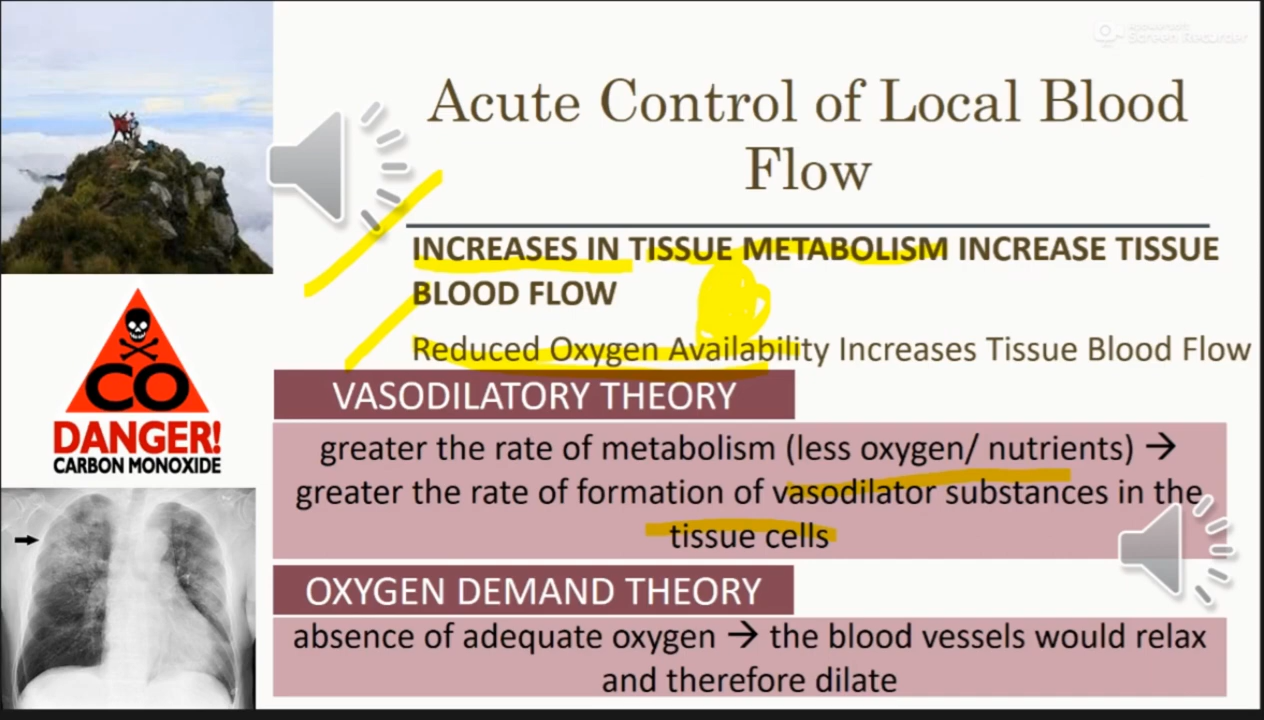 Screen Recorder
Acute Control of Local Blood
Flow
INCREASES IN TISSUE METABOLISM INCREASE TISSUE
BLOOD FLOW
Reduced Oxygen Availability Increases Tissue Blood Flow
VASODILATORY THEORY
greater the rate of metabolism (less oxygen/ nutrients) →
greater the rate of formation of vasodilator substances in the
tissue cells
OXYGEN DEMAND THEORY
absence of adequate oxygen → the blood vessels would relax
and therefore dilate
CO
DANGER!
CARBON MONOXIDE